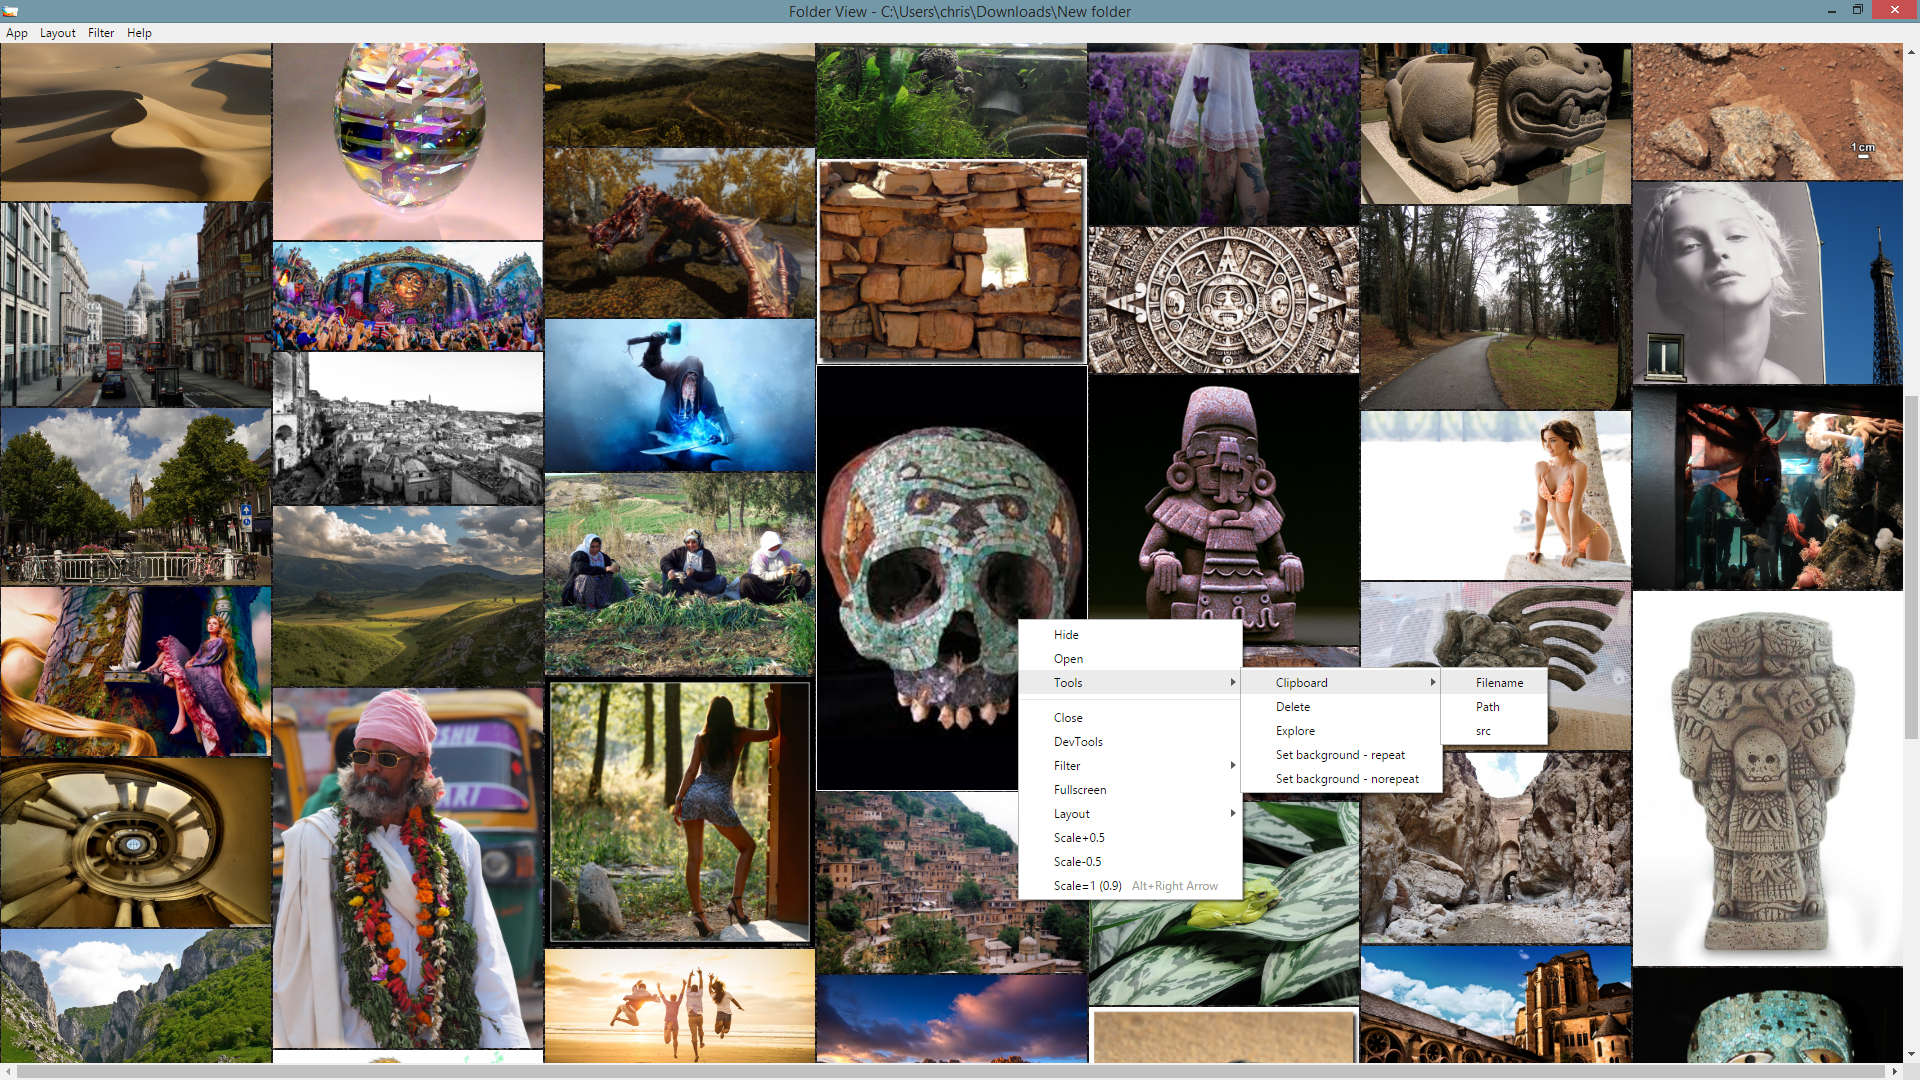 Folder View - C:\Users\chris\Downloads\New folder
App Layout Filter Help
1 cm
Hide
Open
Tools
Close
DevTools
Filter
Fullscreen
Layout
Scale+0.5
Scale-0.5
Scale=1 (0.9) Alt+Right Arrow
Clipboard
Delete
Explore
Set background - repeat
Set background - norepeat
Filename
Path
src